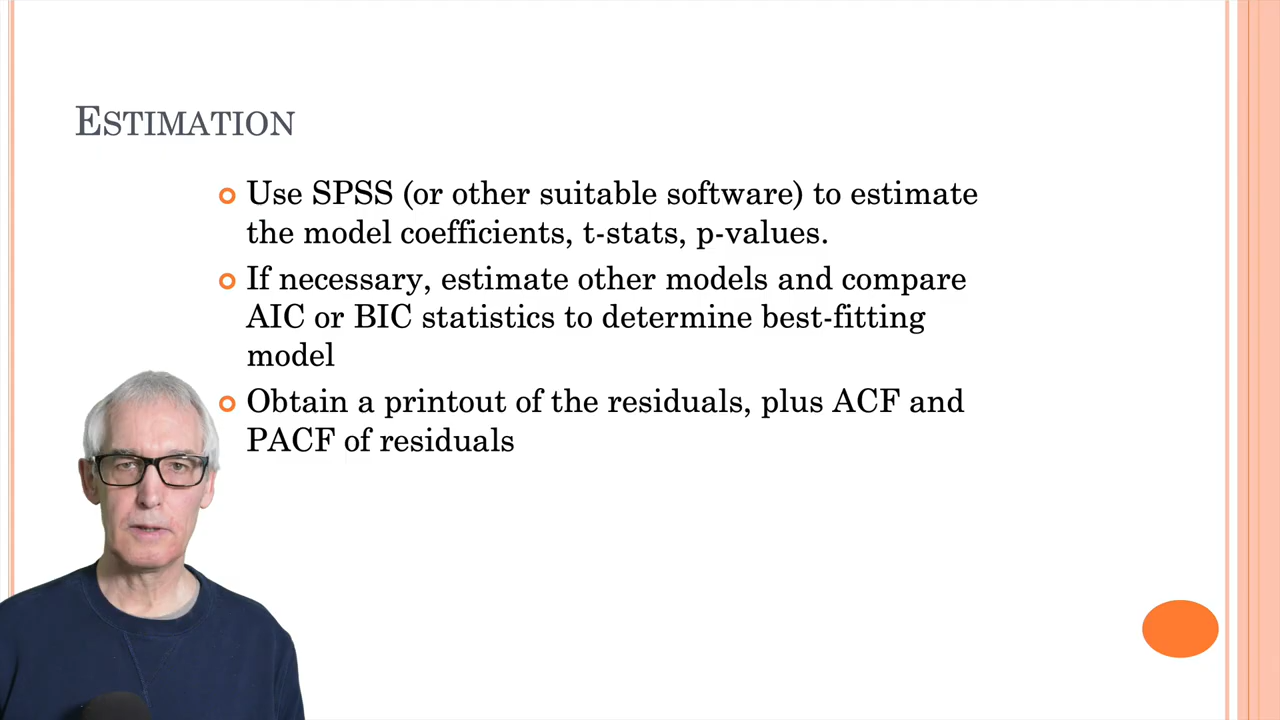 ESTIMATION
Use SPSS (or other suitable software) to estimate
the model coefficients, t-stats, p-values.
If necessary, estimate other models and compare
AIC or BIC statistics to determine best-fitting
model
Obtain a printout of the residuals, plus ACF and
PACF of residuals